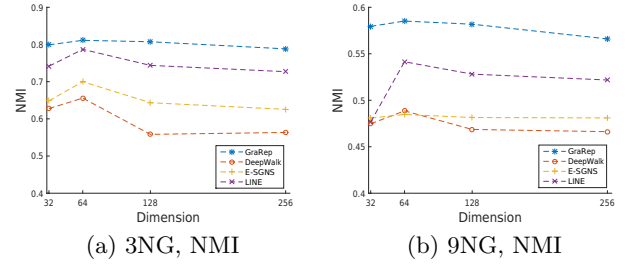 0.9
0.8
0.7
0.6
0.5
0.4
NMI
32 64 128 256
Dimension
GraRep
DeepWalk
E-SGNS
LINE
(a) 3NG, NMI
0.6
0.55
0.5
0.45
0.4
NMI
32 64 128 256
Dimension
GraRep
DeepWalk
E-SGNS
LINE
(b) 9NG, NMI